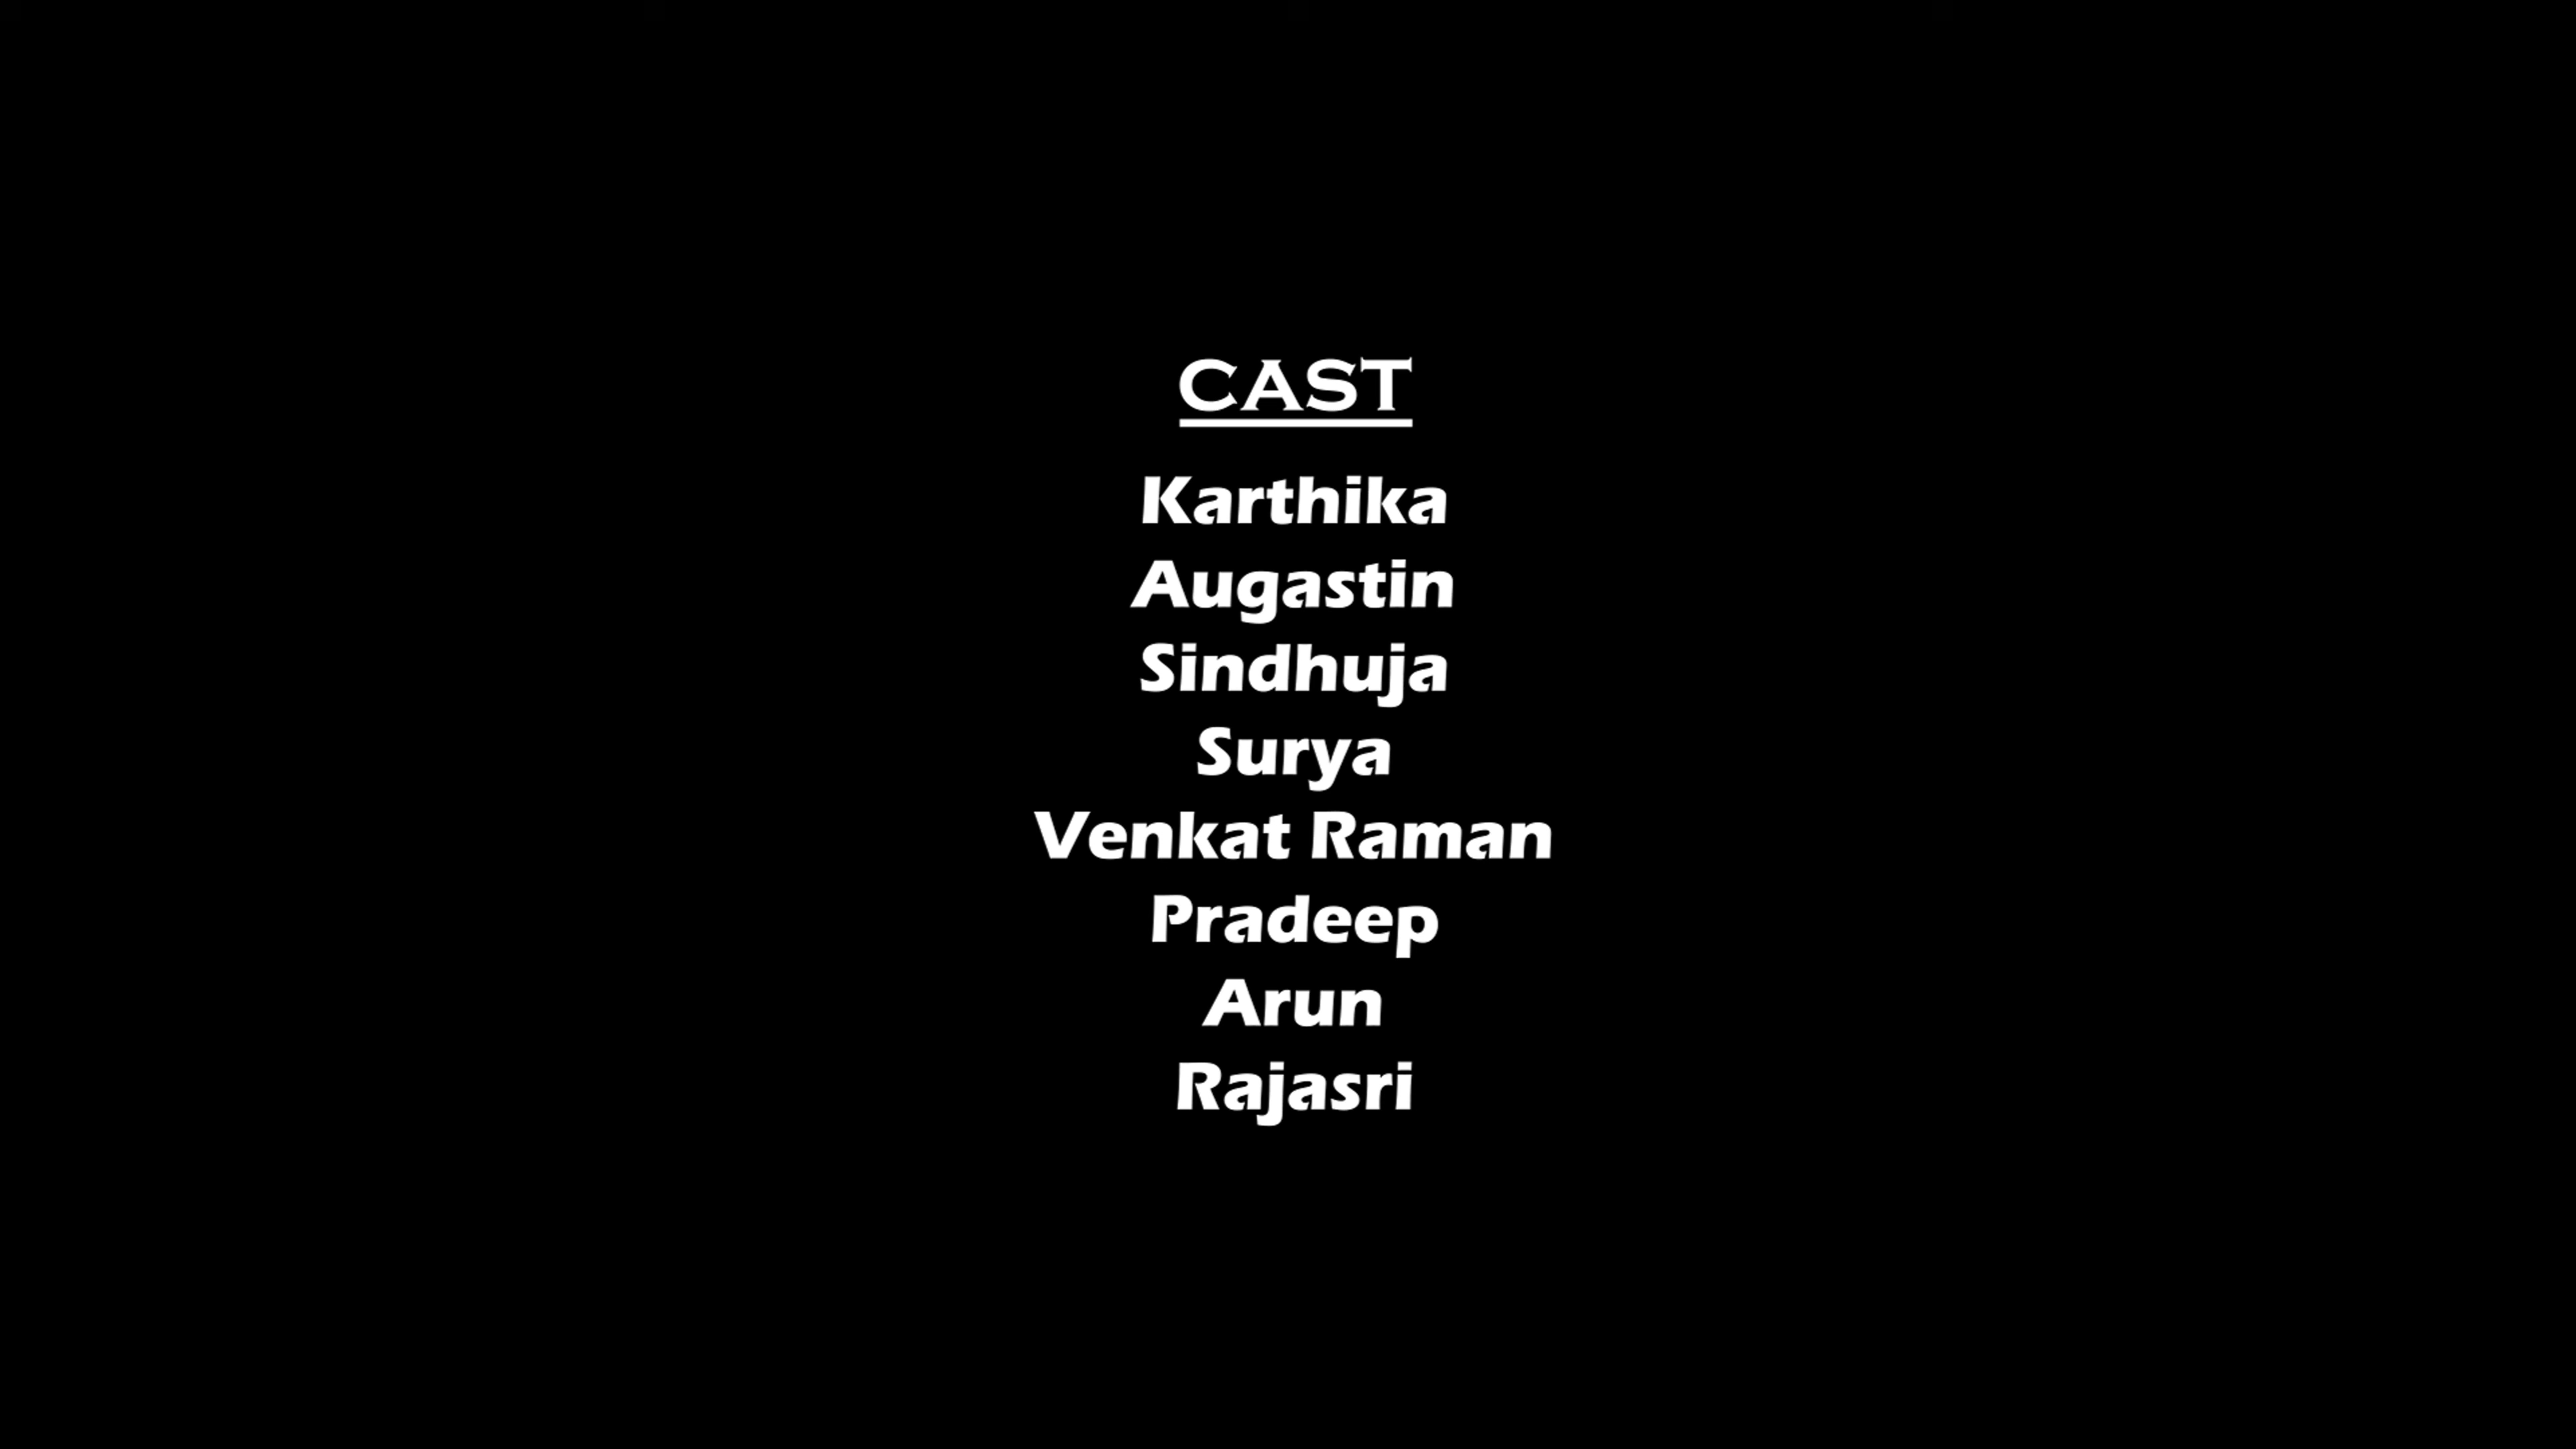 CAST
Karthika
Augastin
Sindhuja
Surya
Venkat Raman
Pradeep
Arun
Rajasri